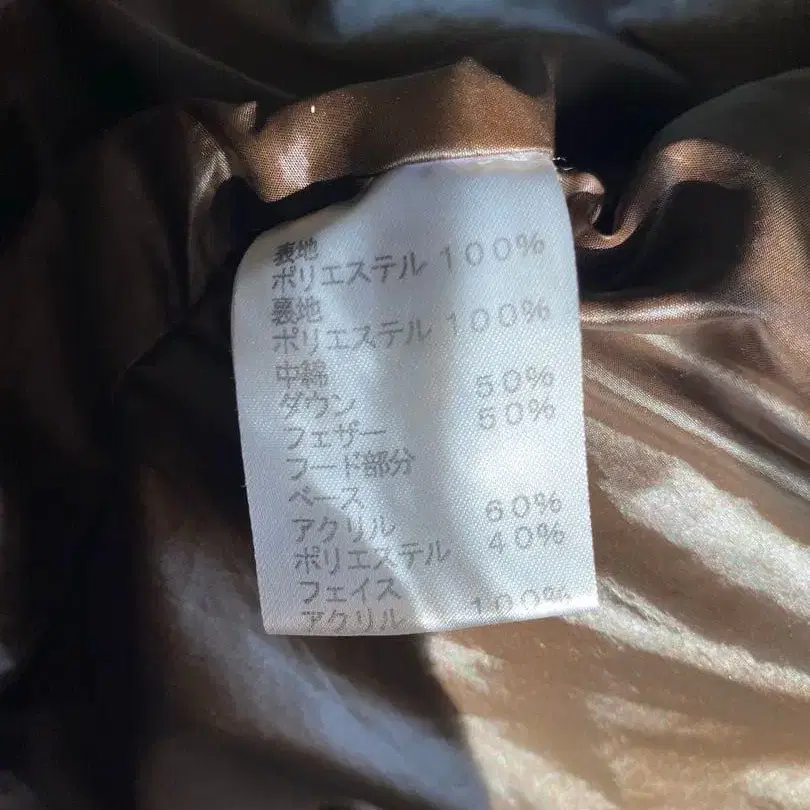 表地
ポリエステル 100%
裏地
ポリエステル 100%
中綿
ダウン 50%
フェザー 50%
フード部分
ベース
アクリル 60%
ポリエステル 40%
フェイス
アクリル 100%